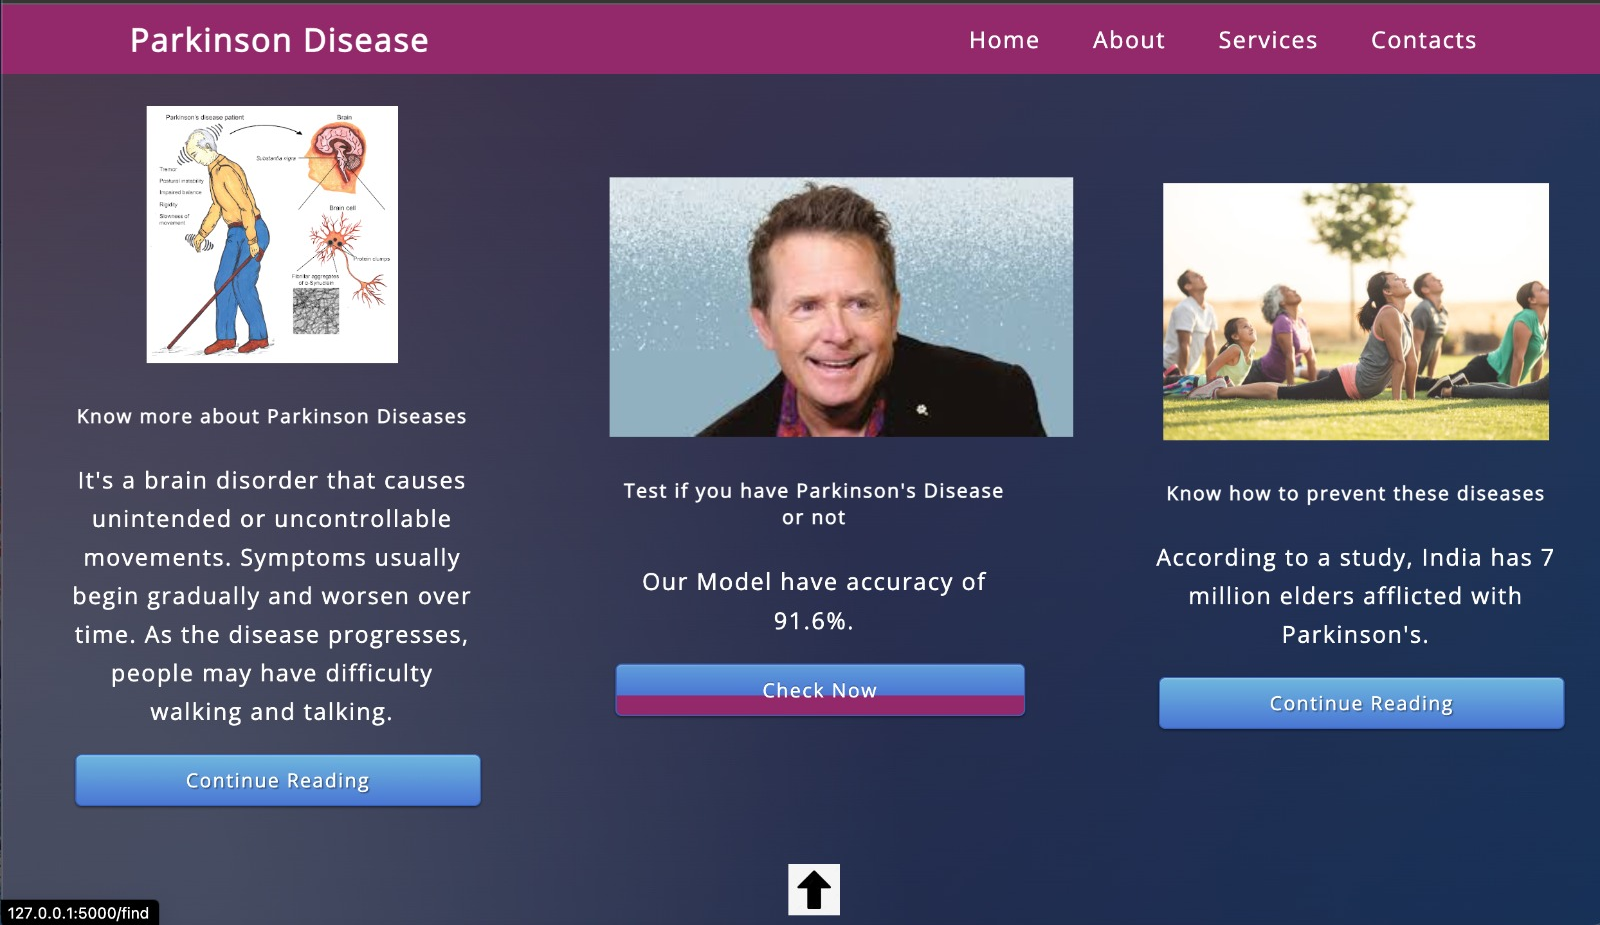 Parkinson Disease
Home
About
Services
Contacts
Parkinson's disease patient
Brain
Substantia nigra
Tremor
Postural instability
Impaired balance
Rigidity
Slowness of
movement
Brain cell
Protein clumps
Fibrillar aggregates
of α-Synuclein
Know more about Parkinson Diseases
It's a brain disorder that causes
unintended or uncontrollable
movements. Symptoms usually
begin gradually and worsen over
time. As the disease progresses,
people may have difficulty
walking and talking.
Continue Reading
Test if you have Parkinson's Disease
or not
Our Model have accuracy of
91.6%.
Check Now
Know how to prevent these diseases
According to a study, India has 7
million elders afflicted with
Parkinson's.
Continue Reading
127.0.0.1:5000/find